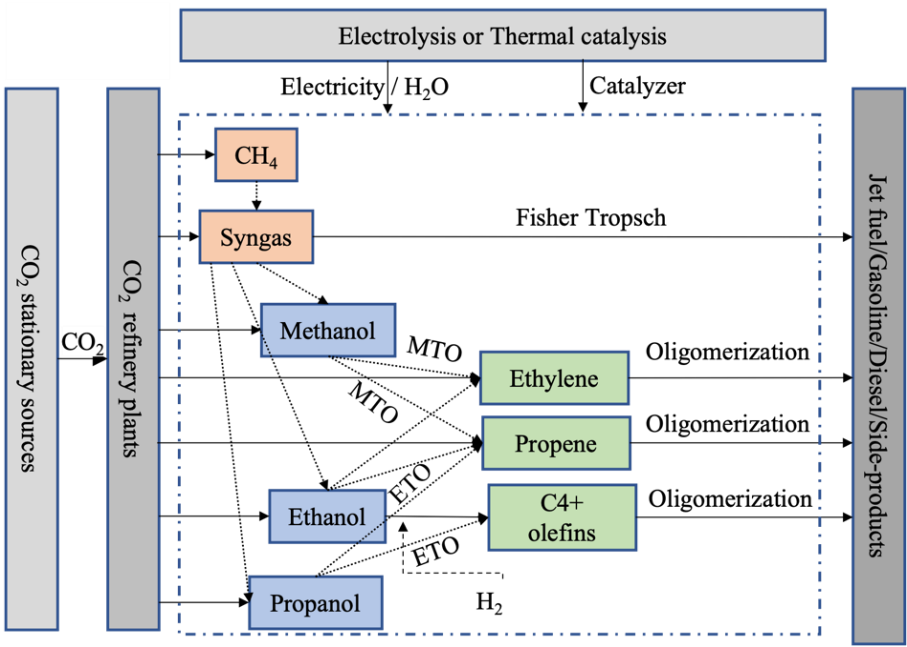 Electrolysis or Thermal catalysis
Electricity / H₂O
Catalyzer
CO₂ stationary sources
CO₂
CO₂ refinery plants
CH₄
Syngas
Fisher Tropsch
Methanol
MTO
MTO
Ethylene
Oligomerization
Propene
Oligomerization
ETO
Ethanol
C4+
olefins
Oligomerization
ETO
Propanol
H₂
Jet fuel/Gasoline/Diesel/Side-products